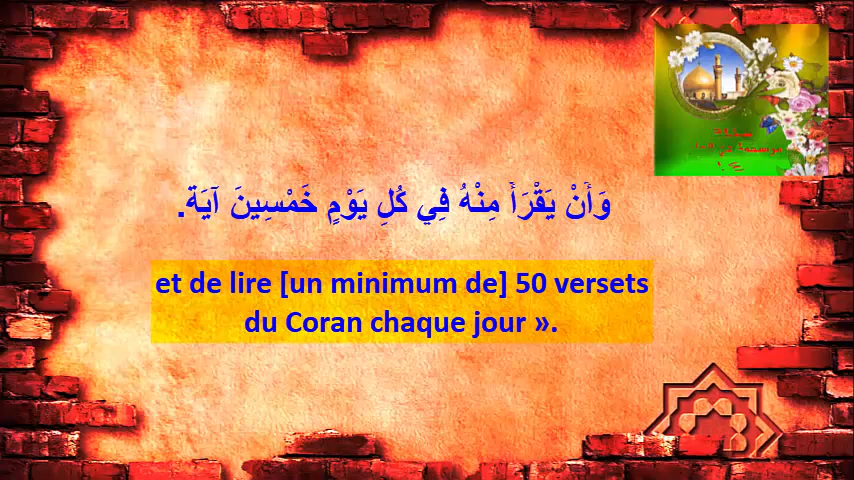 وَأَنْ يَقْرَأَ مِنْهُ فِي كُلِ يَوْمٍ خَمْسِينَ آيَة.
et de lire [un minimum de] 50 versets
du Coran chaque jour ».